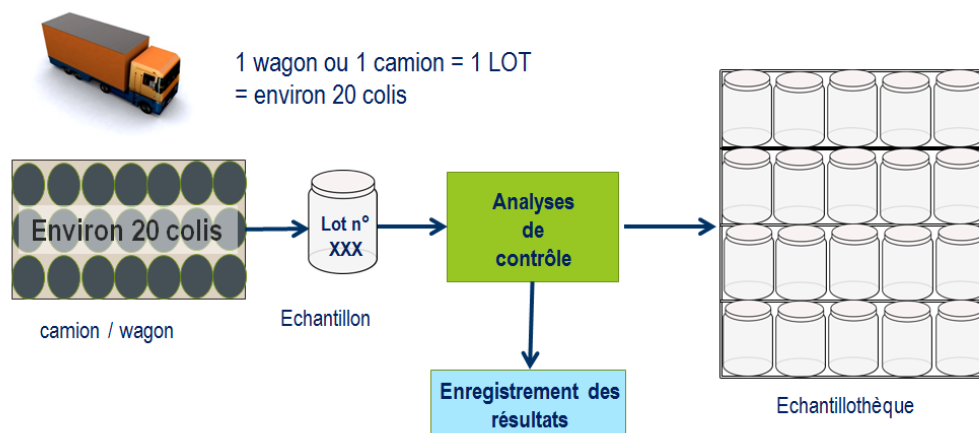 1 wagon ou 1 camion = 1 LOT
= environ 20 colis
Environ 20 colis
camion / wagon
Lot n°
XXX
Echantillon
Analyses
de
contrôle
Enregistrement des
résultats
Echantillothèque